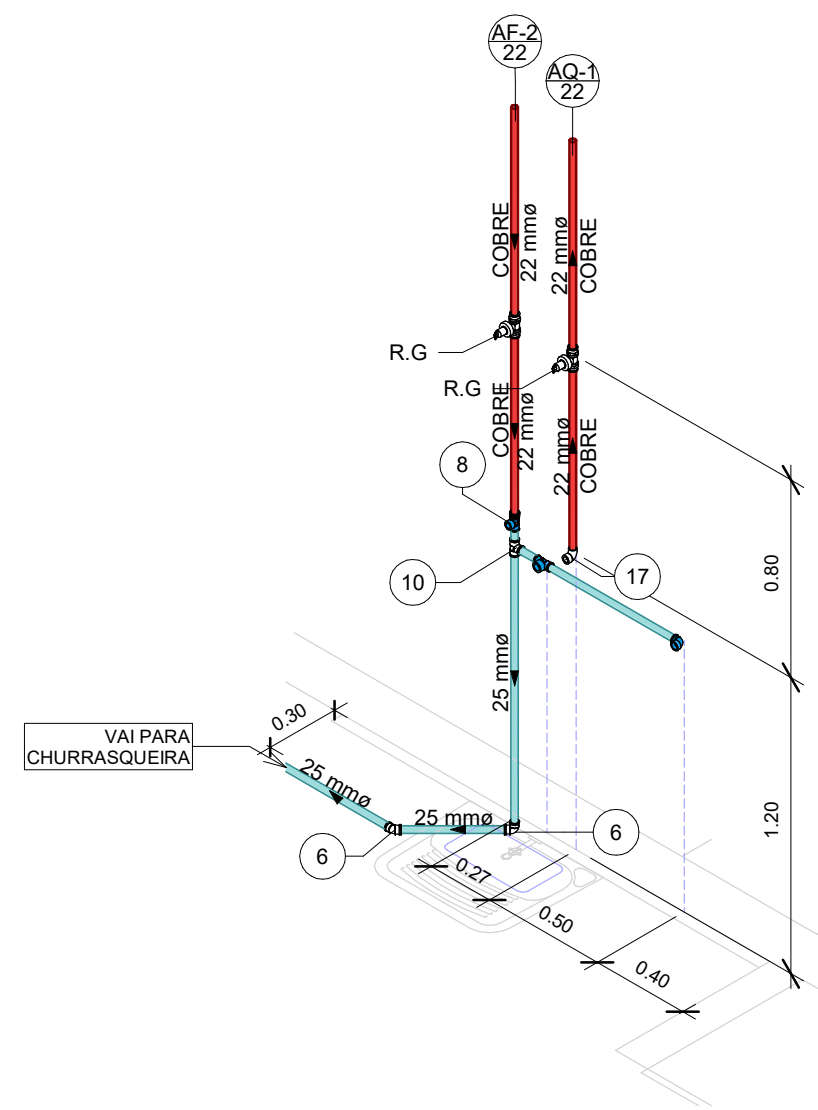 AF-2
22
AQ-1
22
COBRE
22 mmø
22 mmø
COBRE
R.G
R.G
COBRE
22 mmø
22 mmø
COBRE
8
10
17
0.80
25 mmø
0.30
VAI PARA
CHURRASQUEIRA
25 mmø
25 mmø
6
6
1.20
0.27
0.50
0.40